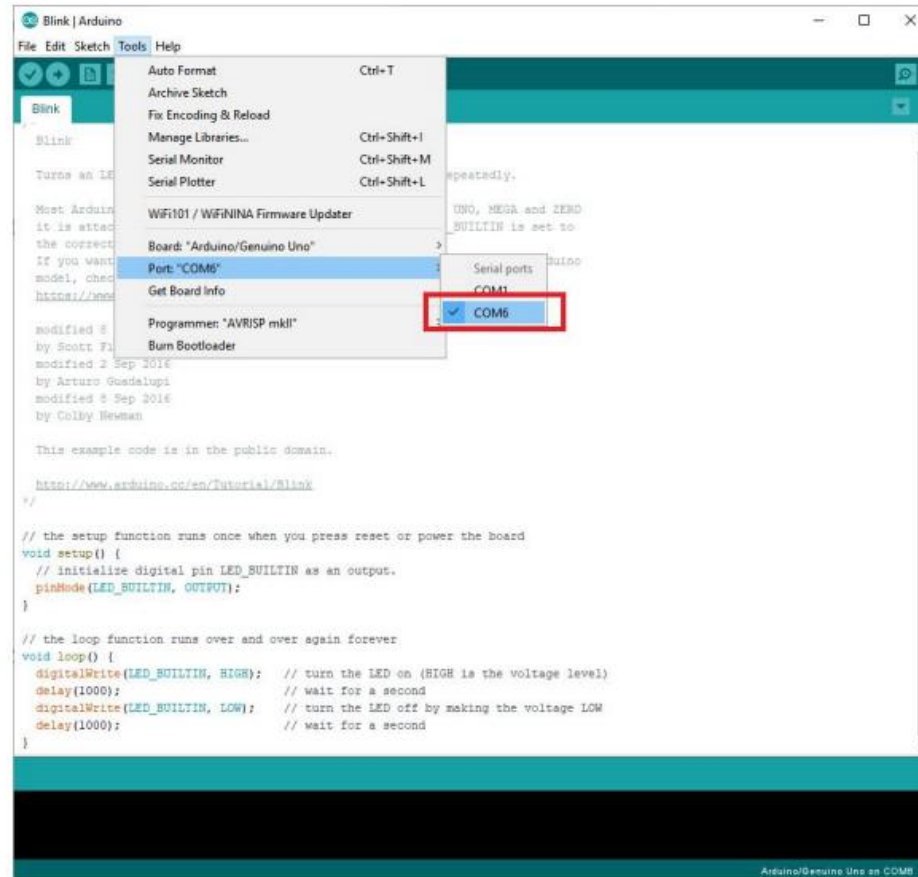 Blink | Arduino
File Edit Sketch Tools Help
Auto Format Ctrl+T
Archive Sketch
Fix Encoding & Reload
Manage Libraries... Ctrl+Shift+I
Serial Monitor Ctrl+Shift+M
Serial Plotter Ctrl+Shift+L
WiFi101 / WiFiNINA Firmware Updater
Board: "Arduino/Genuino Uno"
Port: "COM6"
Get Board Info
Programmer: "AVRISP mkII"
Burn Bootloader
Serial ports
COM1
COM6
Blink
Blink
Turns an LE
Most Arduin UNO, MEGA and ZERO
it is attac BUILTIN is set to
the correct
If you want
model, chec
https://www
modified 8
by Scott Fi
modified 2 Sep 2016
by Arturo Guadalupi
modified 8 Sep 2016
by Colby Newman
This example code is in the public domain.
http://www.arduino.cc/en/Tutorial/Blink
*/
// the setup function runs once when you press reset or power the board
void setup() {
// initialize digital pin LED_BUILTIN as an output.
pinMode(LED_BUILTIN, OUTPUT);
}
// the loop function runs over and over again forever
void loop() {
digitalWrite(LED_BUILTIN, HIGH); // turn the LED on (HIGH is the voltage level)
delay(1000); // wait for a second
digitalWrite(LED_BUILTIN, LOW); // turn the LED off by making the voltage LOW
delay(1000); // wait for a second
}
Arduino/Genuino Uno on COM6